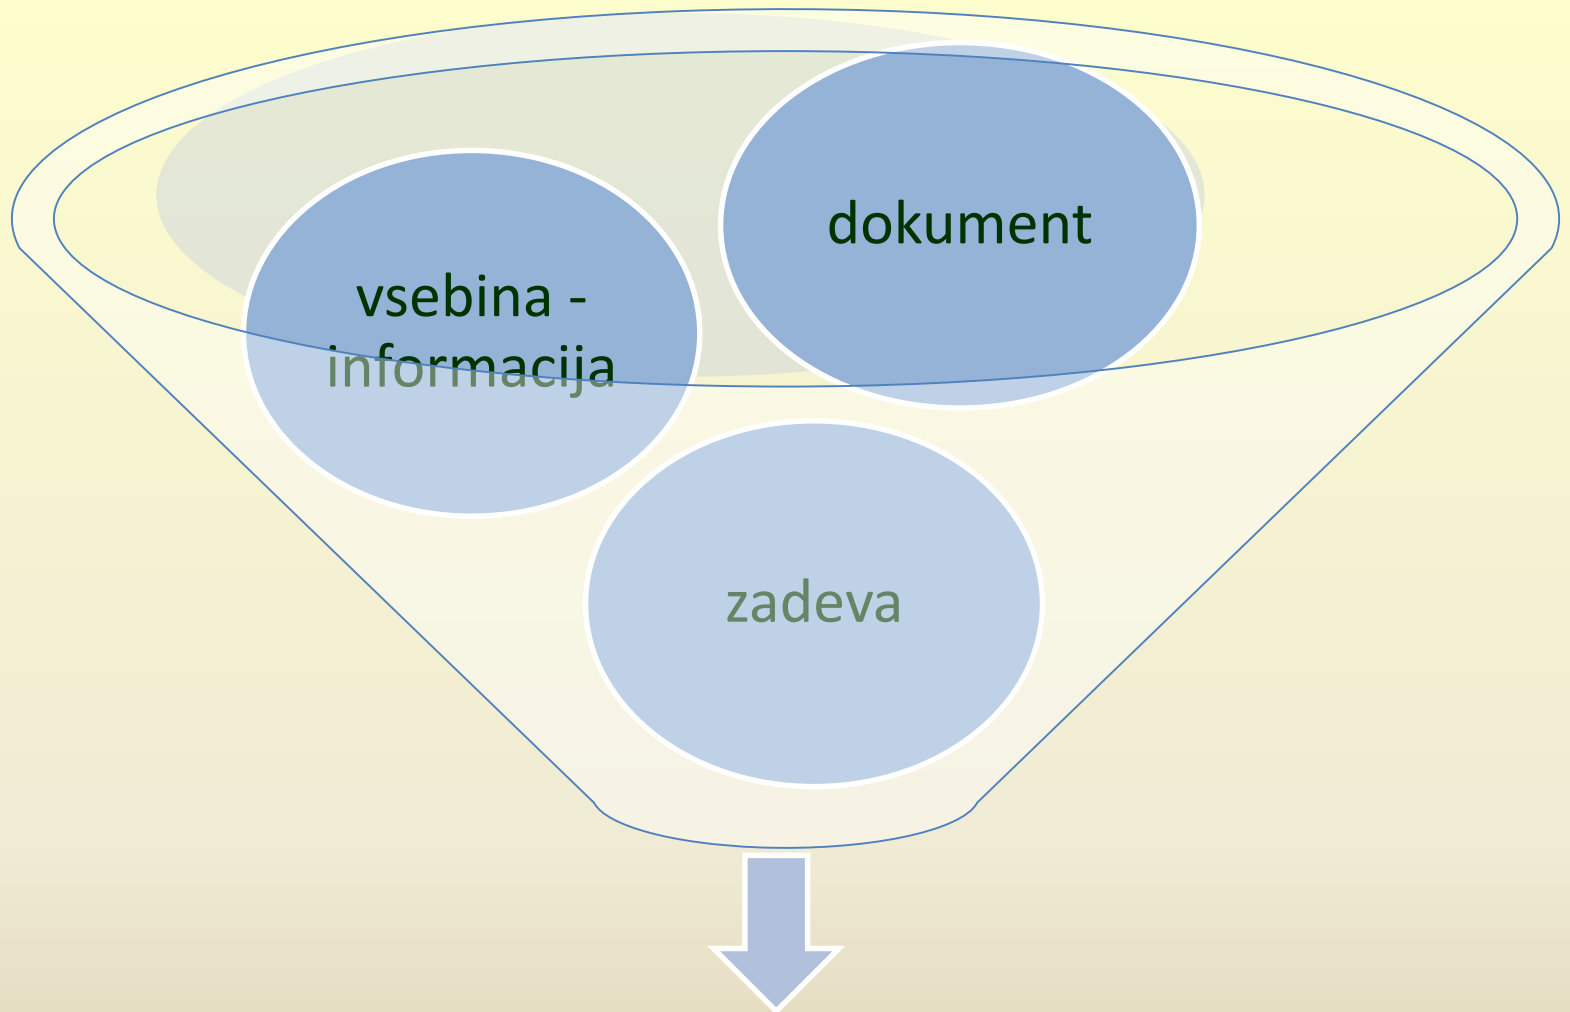 dokument
vsebina -
informacija
zadeva